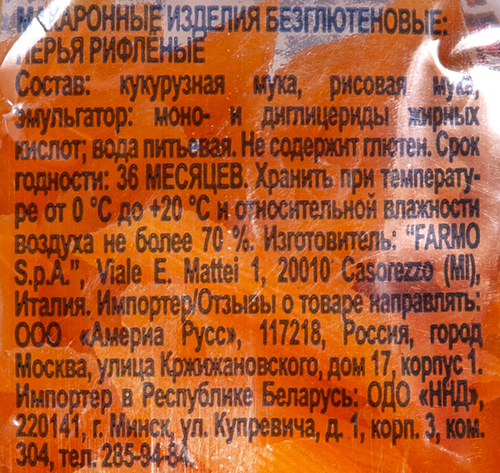 МАКАРОННЫЕ ИЗДЕЛИЯ БЕЗГЛЮТЕНОВЫЕ:
ПЕРЬЯ РИФЛЁНЫЕ
Состав: кукурузная мука, рисовая мука,
эмульгатор: моно- и диглицериды жирных
кислот; вода питьевая. Не содержит глютен. Срок
годности: 36 МЕСЯЦЕВ. Хранить при температу-
ре от 0 °С до +20 °С и относительной влажности
воздуха не более 70 %. Изготовитель: "FARMO
S.p.A.", Viale E. Mattei 1, 20010 Casorezzo (MI),
Италия. Импортер/Отзывы о товаре направлять:
ООО «Америа Русс», 117218, Россия, город
Москва, улица Кржижановского, дом 17, корпус 1.
Импортер в Республике Беларусь: ОДО «ННД»,
220141, г. Минск, ул. Купревича, д. 1, корп. 3, ком.
304, тел. 285-94-84.